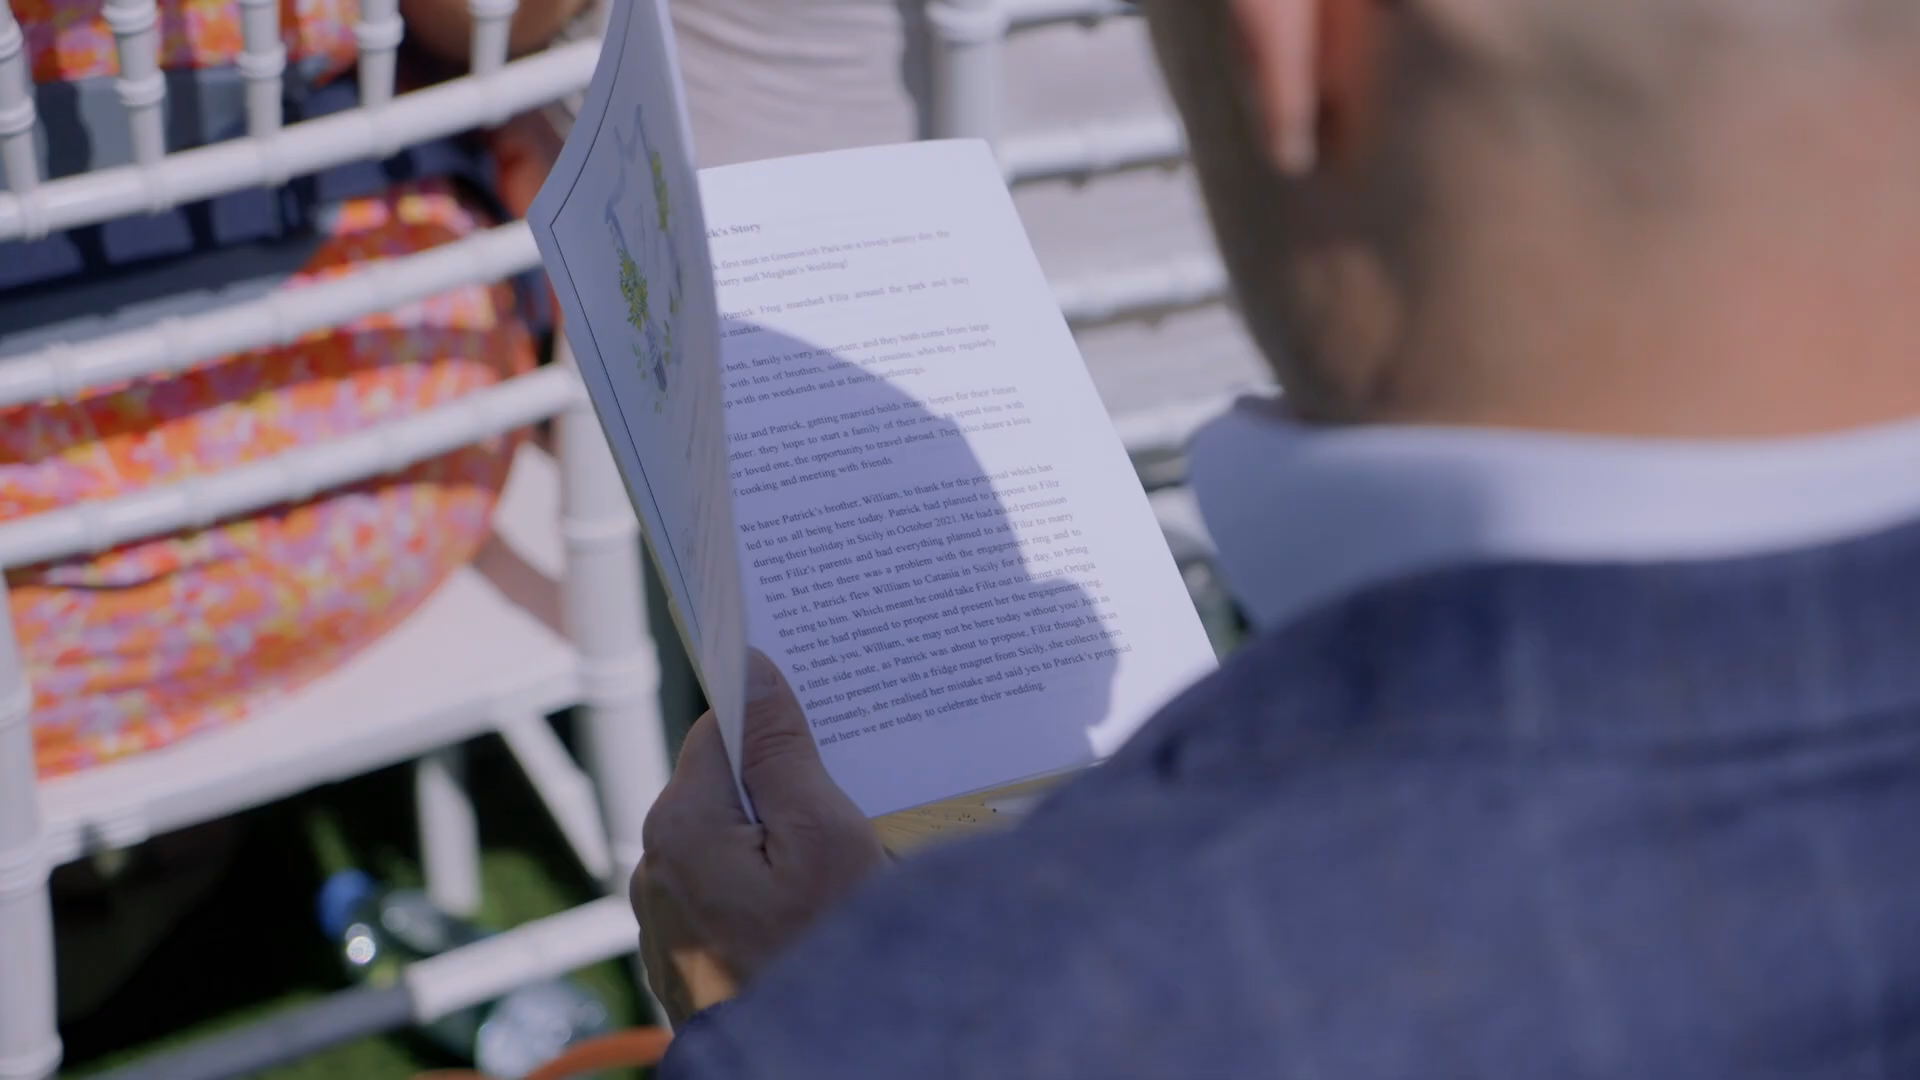 ck's Story
first met in Greenwich Park on a lovely sunny day, the
Harry and Meghan's Wedding!
Patrick Frog marched Filiz around the park and they
e market.
both, family is very important, and they both come from large
with lots of brothers, sisters, and cousins, who they regularly
up with on weekends and at family gatherings.
Filiz and Patrick, getting married holds many hopes for their future
ether; they hope to start a family of their own, to spend time with
eir loved one, the opportunity to travel abroad. They also share a love
f cooking and meeting with friends.
We have Patrick's brother, William, to thank for the proposal which has
led to us all being here today. Patrick had planned to propose to Filiz
during their holiday in Sicily in October 2021. He had asked permission
from Filiz's parents and had everything planned to ask Filiz to marry
him. But then there was a problem with the engagement ring and to
solve it, Patrick flew William to Catania in Sicily for the day, to bring
the ring to him. Which meant he could take Filiz out to dinner in Ortigia
where he had planned to propose and present her the engagement ring.
So, thank you, William, we may not be here today without you! Just as
a little side note, as Patrick was about to propose, Filiz though he was
about to present her with a fridge magnet from Sicily, she collects them
Fortunately, she realised her mistake and said yes to Patrick's proposal
and here we are today to celebrate their wedding.